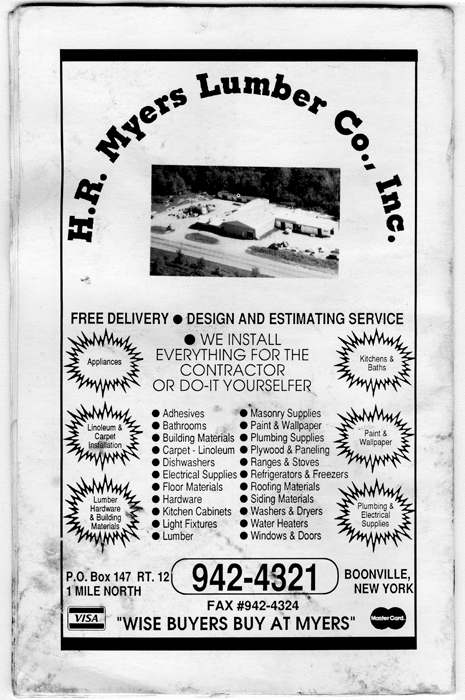 H.R. Myers Lumber Co., Inc.
FREE DELIVERY ● DESIGN AND ESTIMATING SERVICE
● WE INSTALL
EVERYTHING FOR THE
CONTRACTOR
OR DO-IT YOURSELFER
Appliances
Kitchens &
Baths
Linoleum &
Carpet
Installation
Paint &
Wallpaper
Lumber
Hardware
& Building
Materials
Plumbing &
Electrical
Supplies
● Adhesives
● Bathrooms
● Building Materials
● Carpet - Linoleum
● Dishwashers
● Electrical Supplies
● Floor Materials
● Hardware
● Kitchen Cabinets
● Light Fixtures
● Lumber
● Masonry Supplies
● Paint & Wallpaper
● Plumbing Supplies
● Plywood & Paneling
● Ranges & Stoves
● Refrigerators & Freezers
● Roofing Materials
● Siding Materials
● Washers & Dryers
● Water Heaters
● Windows & Doors
P.O. Box 147 RT. 12
1 MILE NORTH
942-4321
BOONVILLE,
NEW YORK
FAX #942-4324
VISA
"WISE BUYERS BUY AT MYERS"
MasterCard